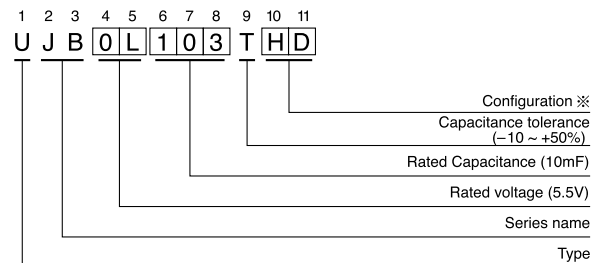 1 2 3 4 5 6 7 8 9 10 11
U J B 0 L 1 0 3 T H D
Configuration ※
Capacitance tolerance
(−10 ~ +50%)
Rated Capacitance (10mF)
Rated voltage (5.5V)
Series name
Type